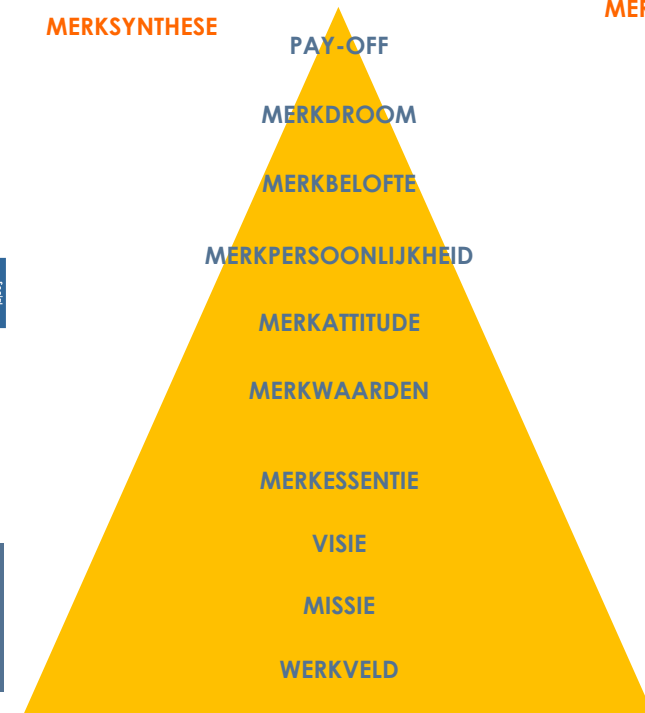 MERKSYNTHESE
PAY-OFF
MERKDROOM
MERKBELOFTE
MERKPERSOONLIJKHEID
MERKATTITUDE
MERKWAARDEN
MERKESSENTIE
VISIE
MISSIE
WERKVELD